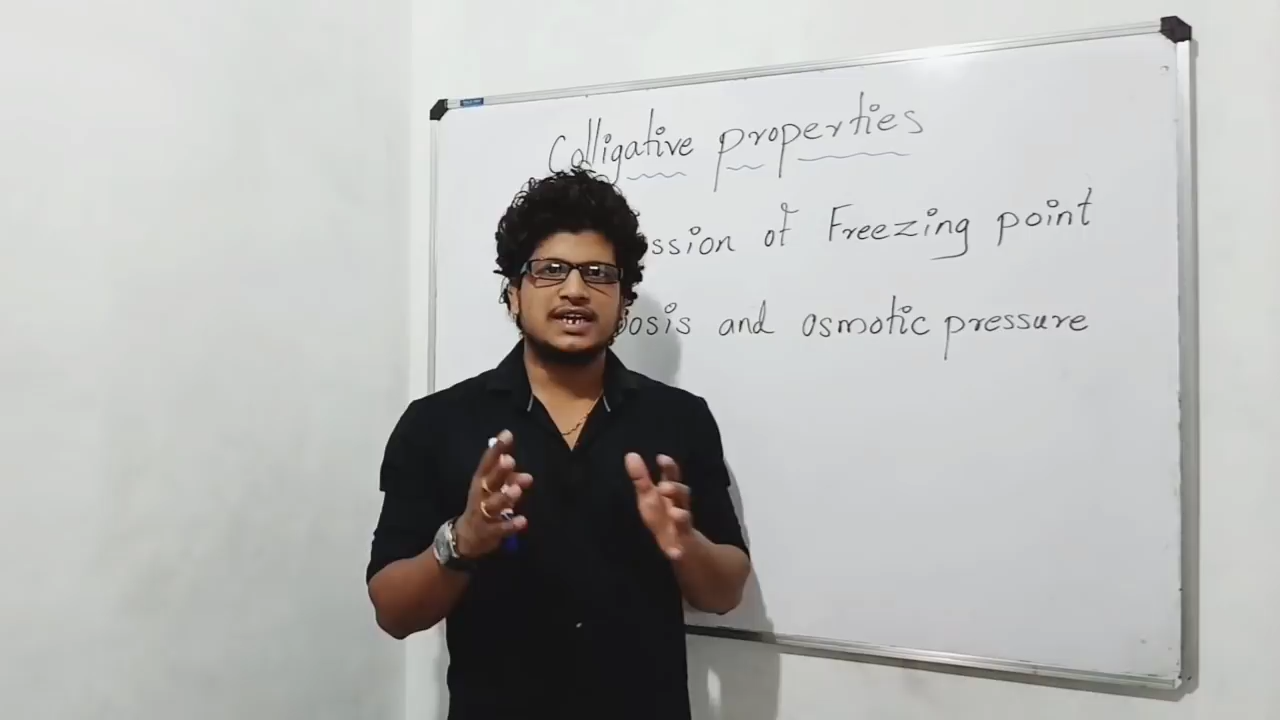 Colligative properties
ssion of Freezing point
osis and osmotic pressure